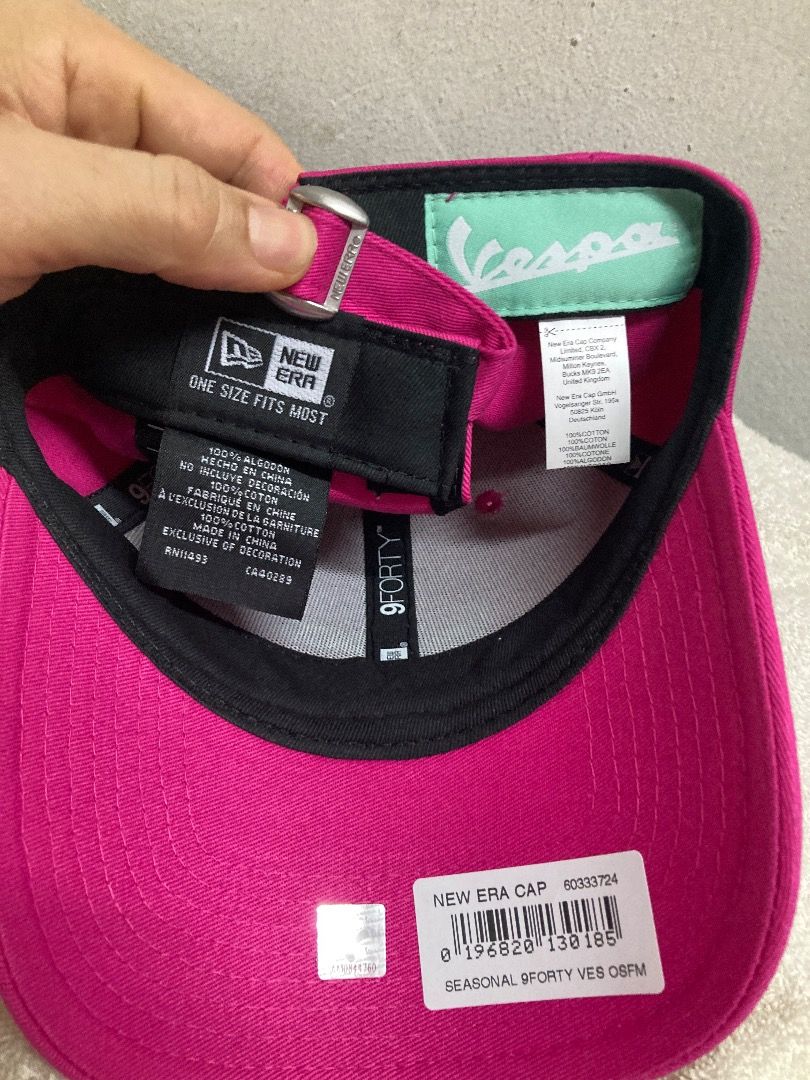 Vespa
NEW ERA
NEW
ERA®
ONE SIZE FITS MOST
New Era Cap Company
Limited, CBX 2,
Midsummer Boulevard,
Milton Keynes,
Bucks MK9 2EA
United Kingdom
New Era Cap GmbH
Vogelsanger Str. 195a
50825 Köln
Deutschland
100%COTTON
100%COTON
100%BAUMWOLLE
100%COTONE
100%ALGODON
100% ALGODON
HECHO EN CHINA
NO INCLUYE DECORACIÓN
100% COTON
FABRIQUÉ EN CHINE
À L'EXCLUSION DE LA GARNITURE
100% COTTON
MADE IN CHINA
EXCLUSIVE OF DECORATION
RN11493 CA40289
9FORTY™
NEW ERA CAP 60333724
0 196820 130185
SEASONAL 9FORTY VES OSFM